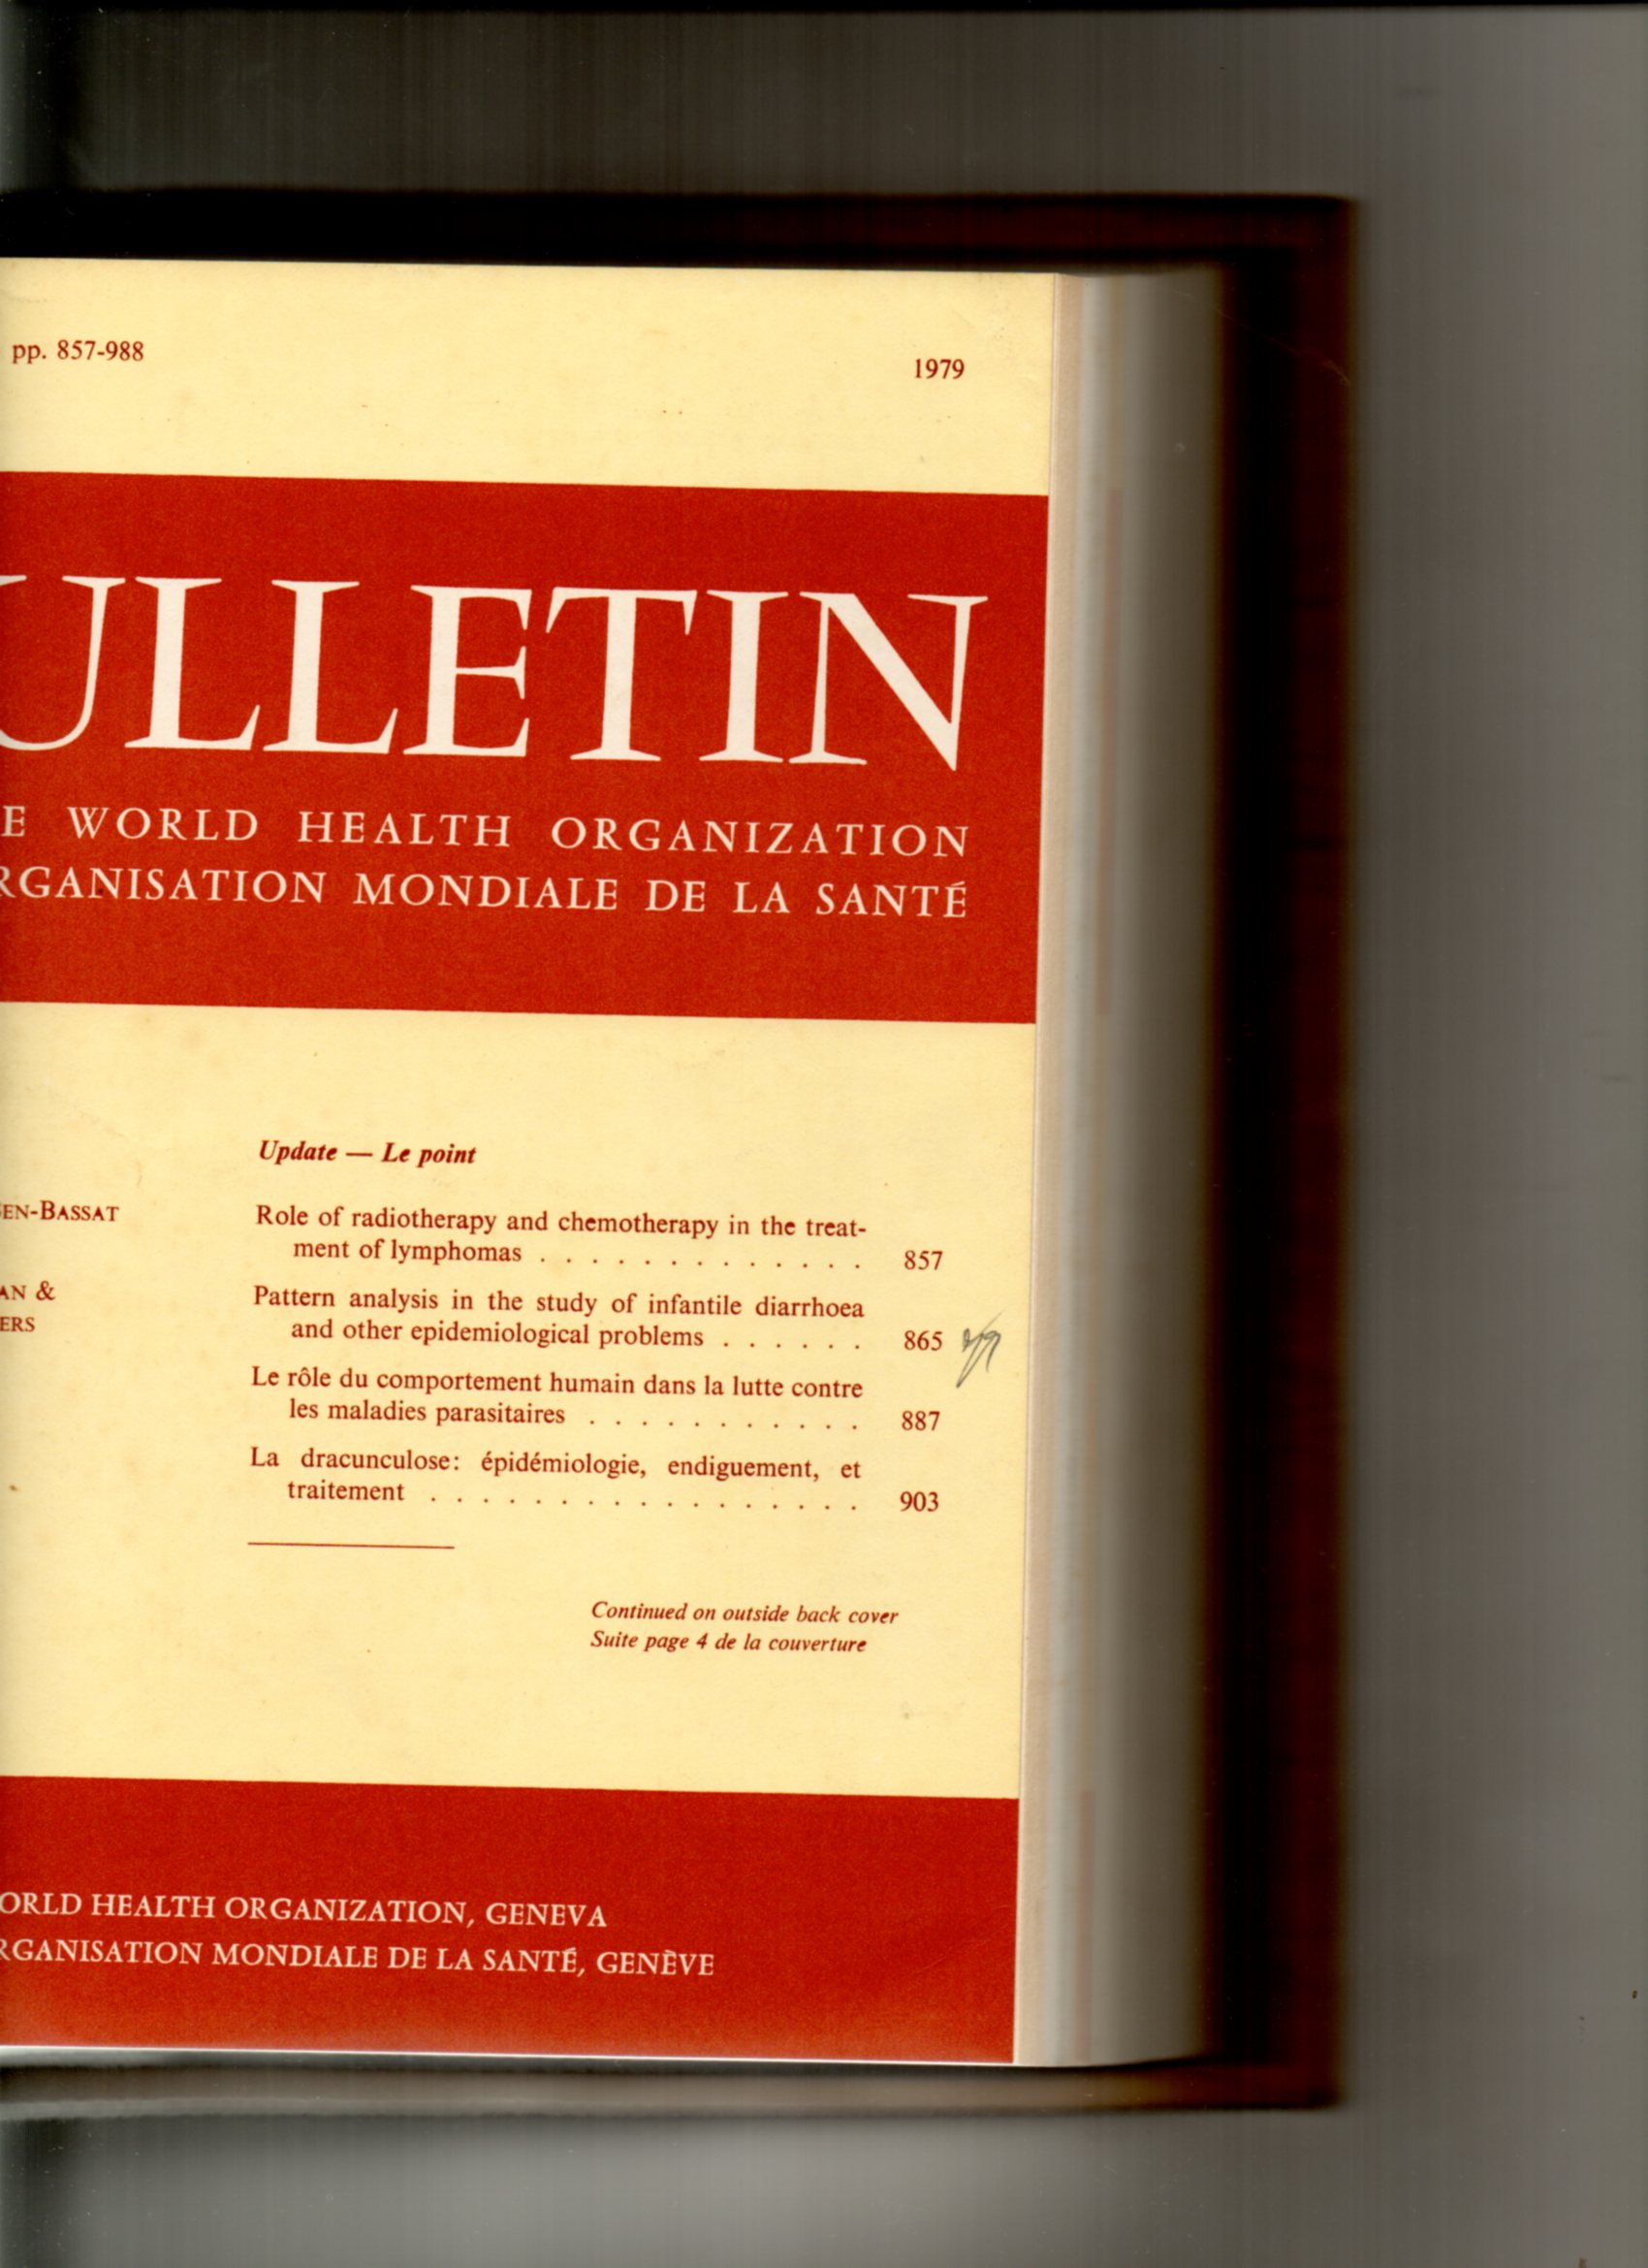 pp. 857-988
1979
ULLETIN
E WORLD HEALTH ORGANIZATION
RGANISATION MONDIALE DE LA SANTÉ
Update — Le point
EN-BASSAT
Role of radiotherapy and chemotherapy in the treat-
ment of lymphomas . . . . . . . . . . . . . 857
AN &
Pattern analysis in the study of infantile diarrhoea
ERS
and other epidemiological problems . . . . . . 865
Le rôle du comportement humain dans la lutte contre
les maladies parasitaires . . . . . . . . . . . 887
La dracunculose: épidémiologie, endiguement, et
traitement . . . . . . . . . . . . . . . . . 903
Continued on outside back cover
Suite page 4 de la couverture
ORLD HEALTH ORGANIZATION, GENEVA
RGANISATION MONDIALE DE LA SANTÉ, GENÈVE